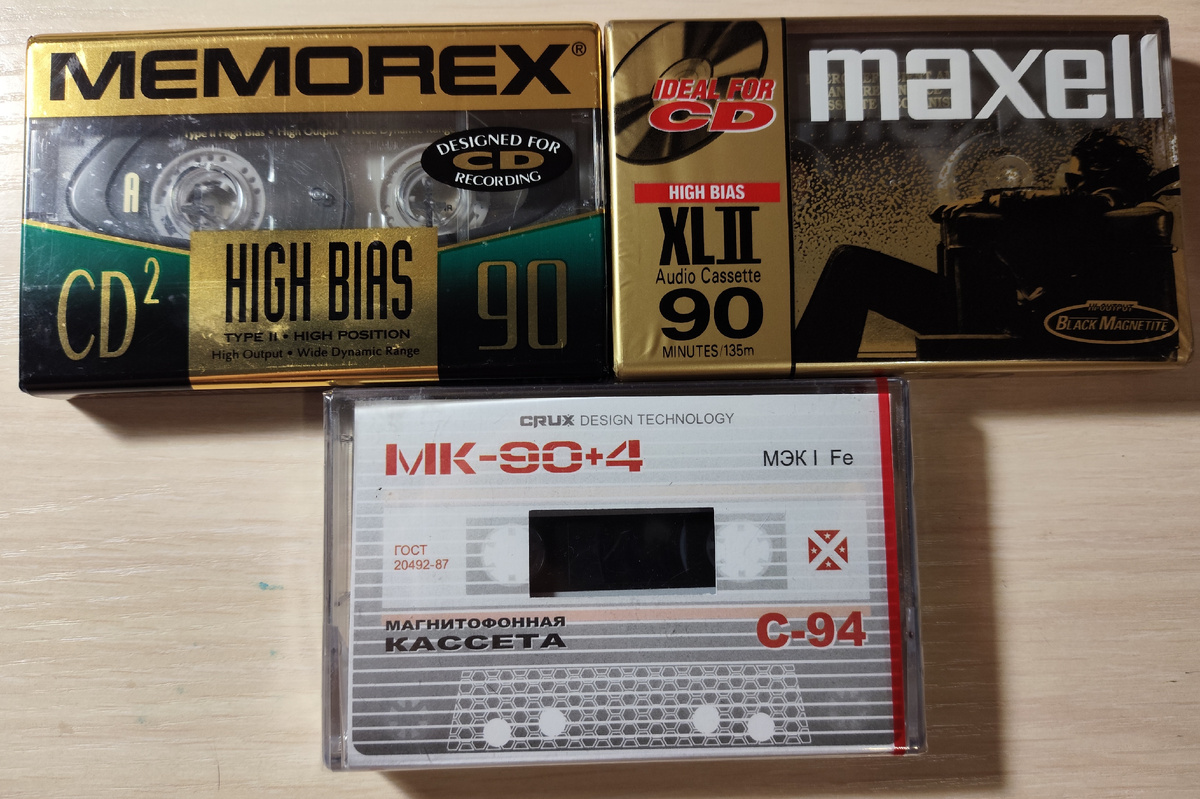 MEMOREX®
Type II High Bias • High Output • Wide Dynamic Range
DESIGNED FOR
CD
RECORDING
A
HIGH BIAS
CD²
90
TYPE II • HIGH POSITION
High Output • Wide Dynamic Range
IDEAL FOR
CD
maxell
HIGH BIAS
XLII
Audio Cassette
90
MINUTES/135m
HI-OUTPUT
BLACK MAGNETITE
CRUX DESIGN TECHNOLOGY
МК-90+4
МЭК I Fe
ГОСТ
20492-87
МАГНИТОФОННАЯ
КАССЕТА
С-94